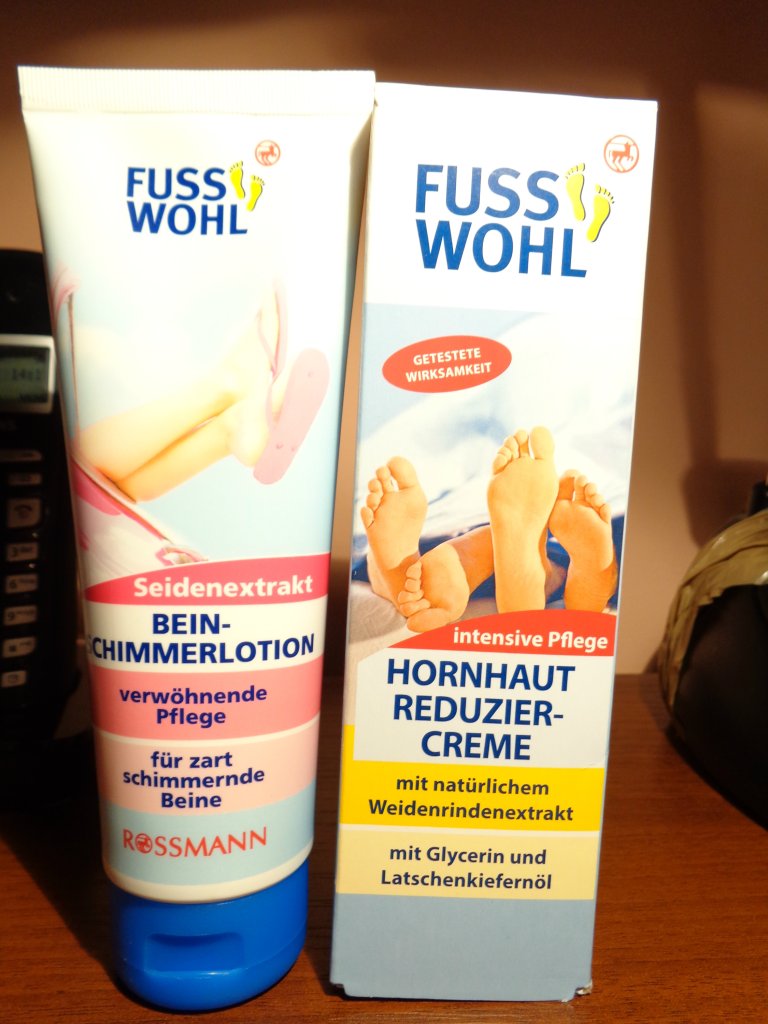 FUSS
WOHL
Seidenextrakt
BEIN-
SCHIMMERLOTION
verwöhnende
Pflege
für zart
schimmernde
Beine
ROSSMANN
FUSS
WOHL
GETESTETE
WIRKSAMKEIT
intensive Pflege
HORNHAUT
REDUZIER-
CREME
mit natürlichem
Weidenrindenextrakt
mit Glycerin und
Latschenkiefernöl